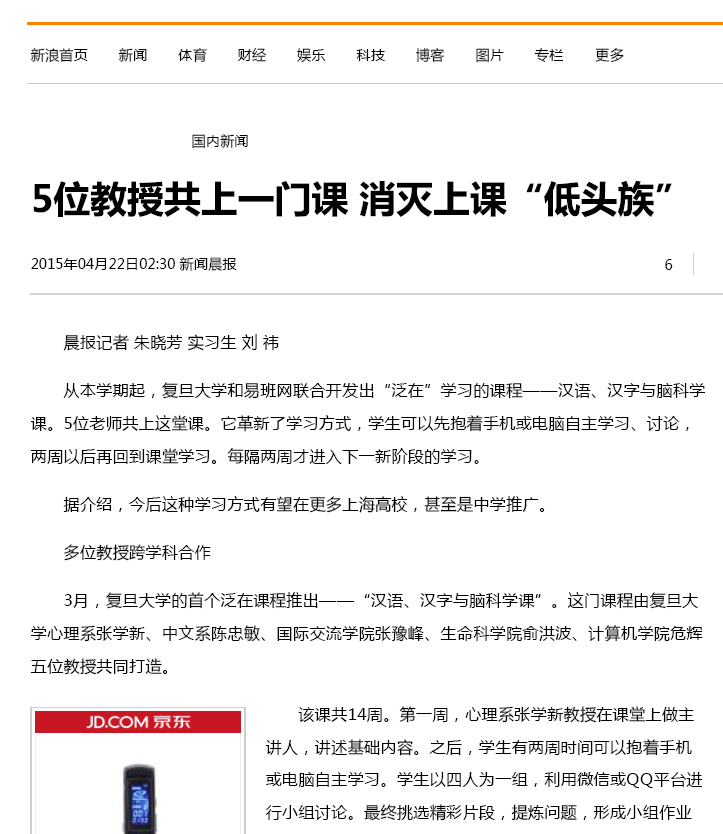 新浪首页 新闻 体育 财经 娱乐 科技 博客 图片 专栏 更多
国内新闻
5位教授共上一门课 消灭上课“低头族”
2015年04月22日02:30 新闻晨报 6
晨报记者 朱晓芳 实习生 刘 祎
从本学期起，复旦大学和易班网联合开发出“泛在”学习的课程——汉语、汉字与脑科学
课。5位老师共上这堂课。它革新了学习方式，学生可以先抱着手机或电脑自主学习、讨论，
两周以后再回到课堂学习。每隔两周才进入下一新阶段的学习。
据介绍，今后这种学习方式有望在更多上海高校，甚至是中学推广。
多位教授跨学科合作
3月，复旦大学的首个泛在课程推出——“汉语、汉字与脑科学课”。这门课程由复旦大
学心理系张学新、中文系陈忠敏、国际交流学院张豫峰、生命科学院俞洪波、计算机学院危辉
五位教授共同打造。
JD.COM 京东
该课共14周。第一周，心理系张学新教授在课堂上做主
讲人，讲述基础内容。之后，学生有两周时间可以抱着手机
或电脑自主学习。学生以四人为一组，利用微信或QQ平台进
行小组讨论。最终挑选精彩片段，提炼问题，形成小组作业